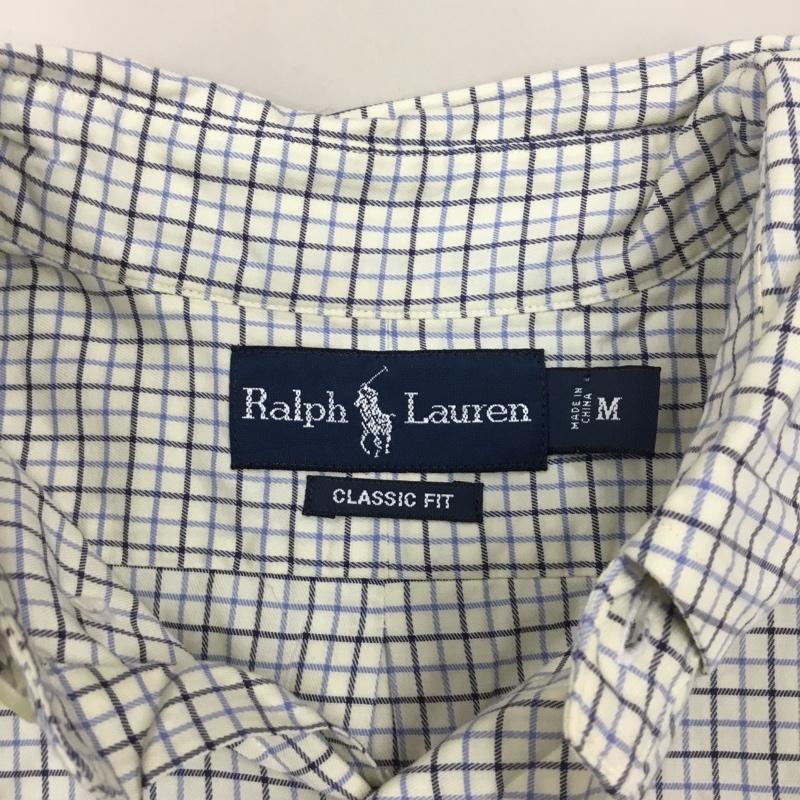 Ralph Lauren
MADE IN
CHINA
M
CLASSIC FIT